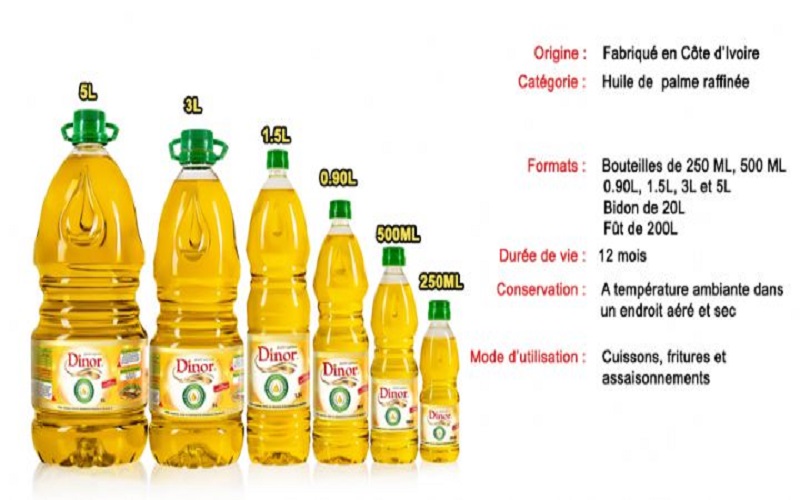 5L
3L
1.5L
0.90L
500ML
250ML
Dinor
Dinor
Dinor
Dinor
Dinor
Dinor
Origine : Fabriqué en Côte d'Ivoire
Catégorie : Huile de palme raffinée
Formats : Bouteilles de 250 ML, 500 ML
0.90L, 1.5L, 3L et 5L
Bidon de 20L
Fût de 200L
Durée de vie : 12 mois
Conservation : A température ambiante dans
un endroit aéré et sec
Mode d'utilisation : Cuissons, fritures et
assaisonnements